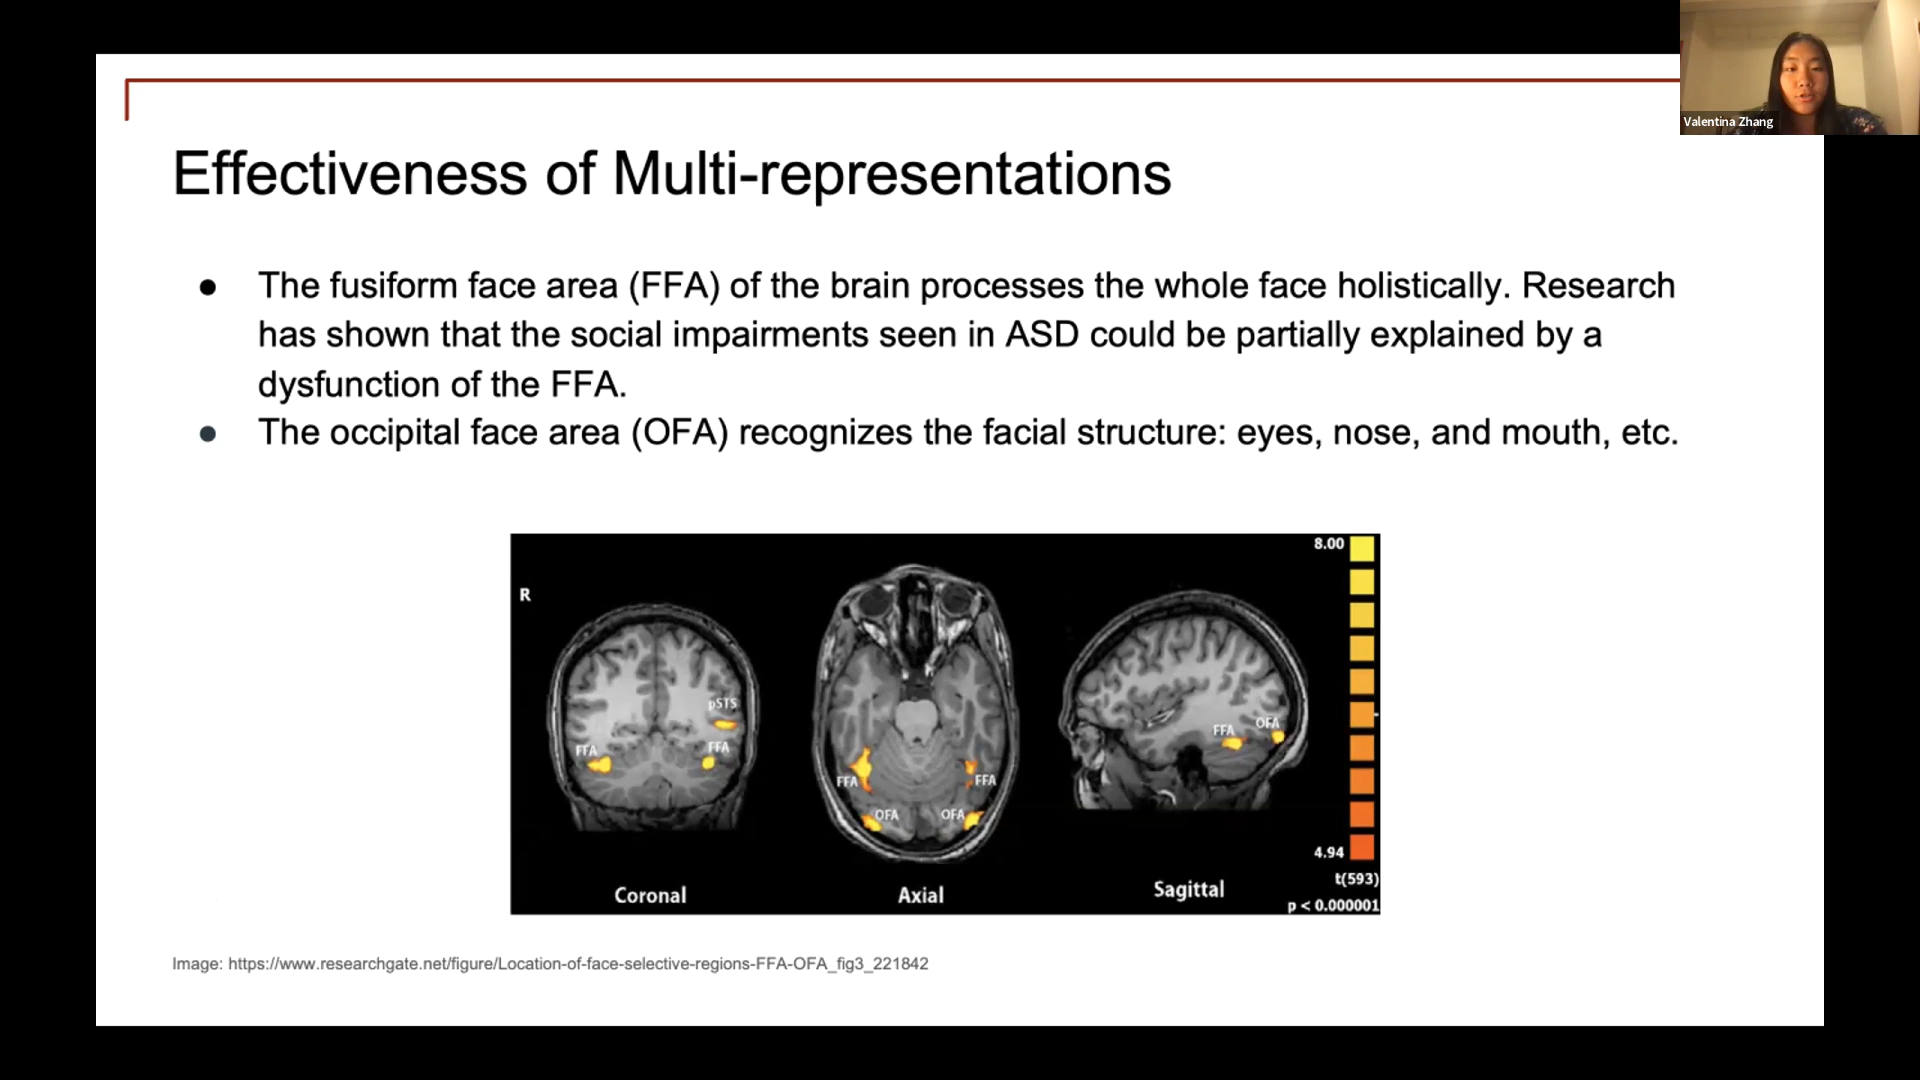 Valentina Zhang
Effectiveness of Multi-representations
● The fusiform face area (FFA) of the brain processes the whole face holistically. Research
has shown that the social impairments seen in ASD could be partially explained by a
dysfunction of the FFA.
● The occipital face area (OFA) recognizes the facial structure: eyes, nose, and mouth, etc.
R
pSTS
FFA
FFA
Coronal
FFA
FFA
OFA
OFA
Axial
FFA
OFA
Sagittal
8.00
4.94
t(593)
p < 0.000001
Image: https://www.researchgate.net/figure/Location-of-face-selective-regions-FFA-OFA_fig3_221842